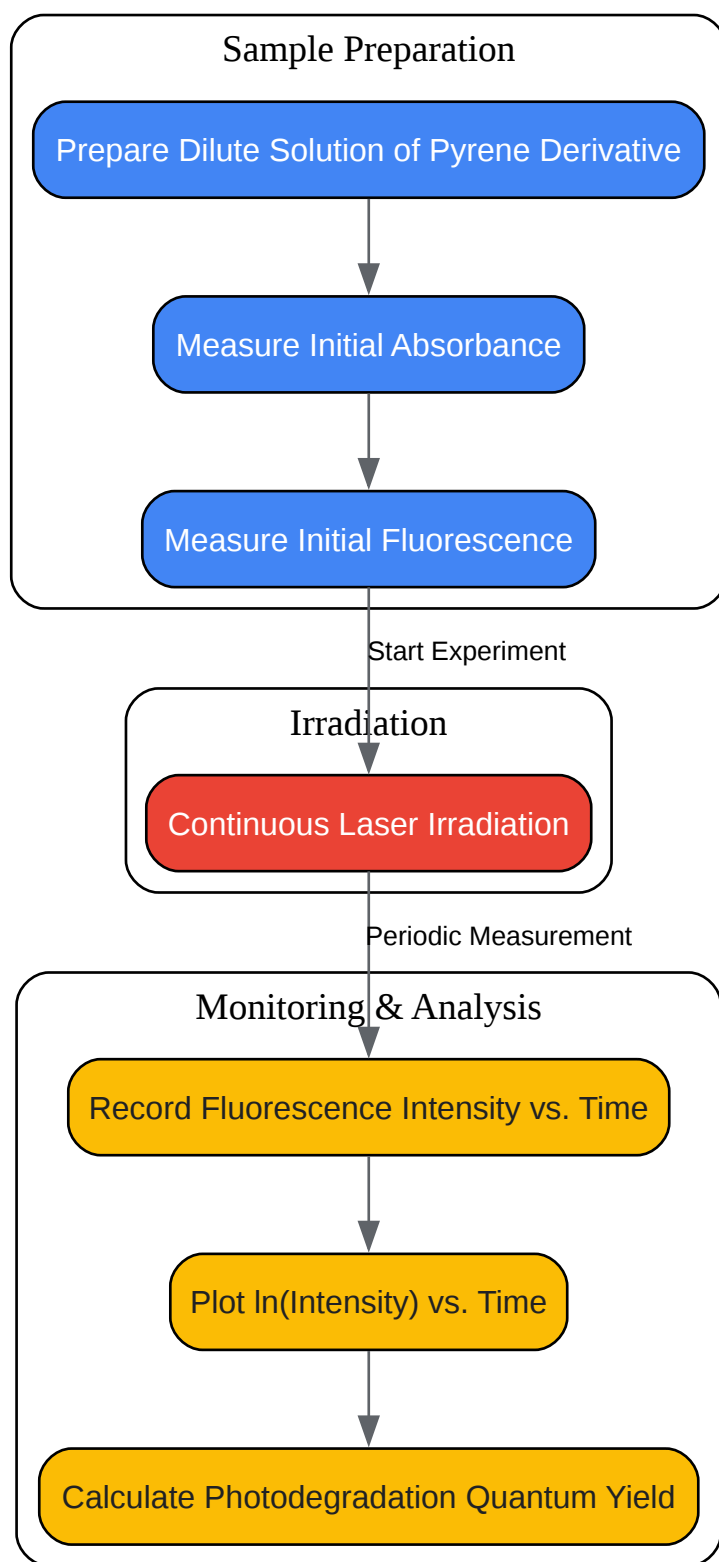 Sample Preparation
Prepare Dilute Solution of Pyrene Derivative
Measure Initial Absorbance
Measure Initial Fluorescence
Start Experiment
Irradiation
Continuous Laser Irradiation
Periodic Measurement
Monitoring & Analysis
Record Fluorescence Intensity vs. Time
Plot ln(Intensity) vs. Time
Calculate Photodegradation Quantum Yield